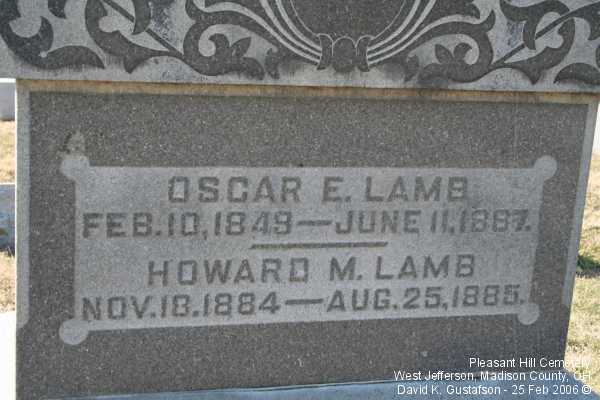 OSCAR E. LAMB
FEB. 10, 1849 — JUNE 11, 1887.
HOWARD M. LAMB
NOV. 18. 1884 — AUG. 25, 1885.
Pleasant Hill Cemetery
West Jefferson, Madison County, OH
David K. Gustafson - 25 Feb 2006 ©